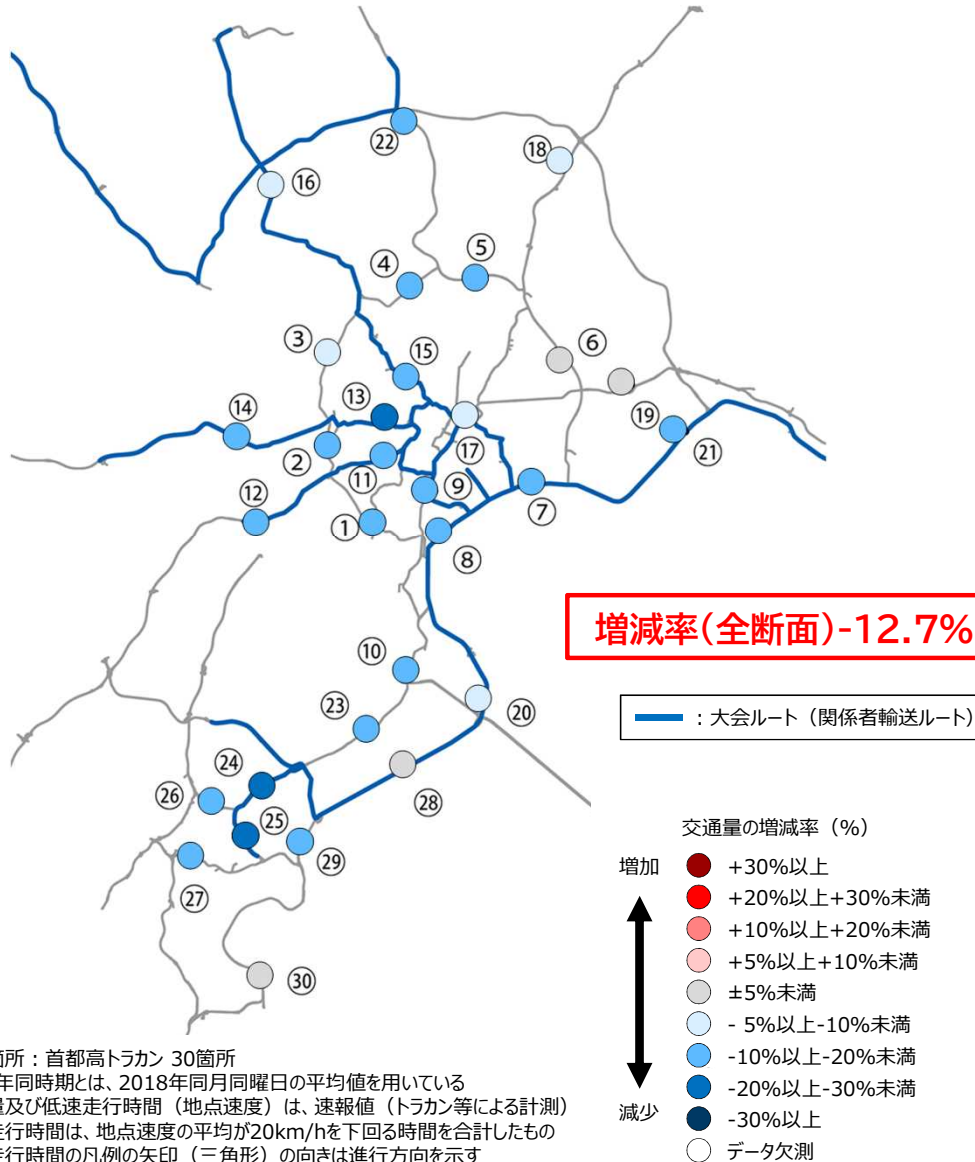 ㉒
⑱
⑯
⑤
④
③
⑥
⑮
⑬
⑭
⑲
⑰
㉑
②
⑪
⑨
⑦
⑫
①
⑧
増減率(全断面)-12.7%
⑩
⑳
:大会ルート(関係者輸送ルート)
㉓
㉔
㉘
㉖
㉕
㉙
㉗
㉚
交通量の増減率(%)
増加
+30%以上
+20%以上+30%未満
+10%以上+20%未満
+5%以上+10%未満
±5%未満
- 5%以上-10%未満
-10%以上-20%未満
-20%以上-30%未満
減少
-30%以上
データ欠測
箇所:首都高トラカン 30箇所
年同時期とは、2018年同月同曜日の平均値を用いている
量及び低速走行時間(地点速度)は、速報値(トラカン等による計測)
走行時間は、地点速度の平均が20km/hを下回る時間を合計したもの
走行時間の凡例の矢印(三角形)の向きは進行方向を示す